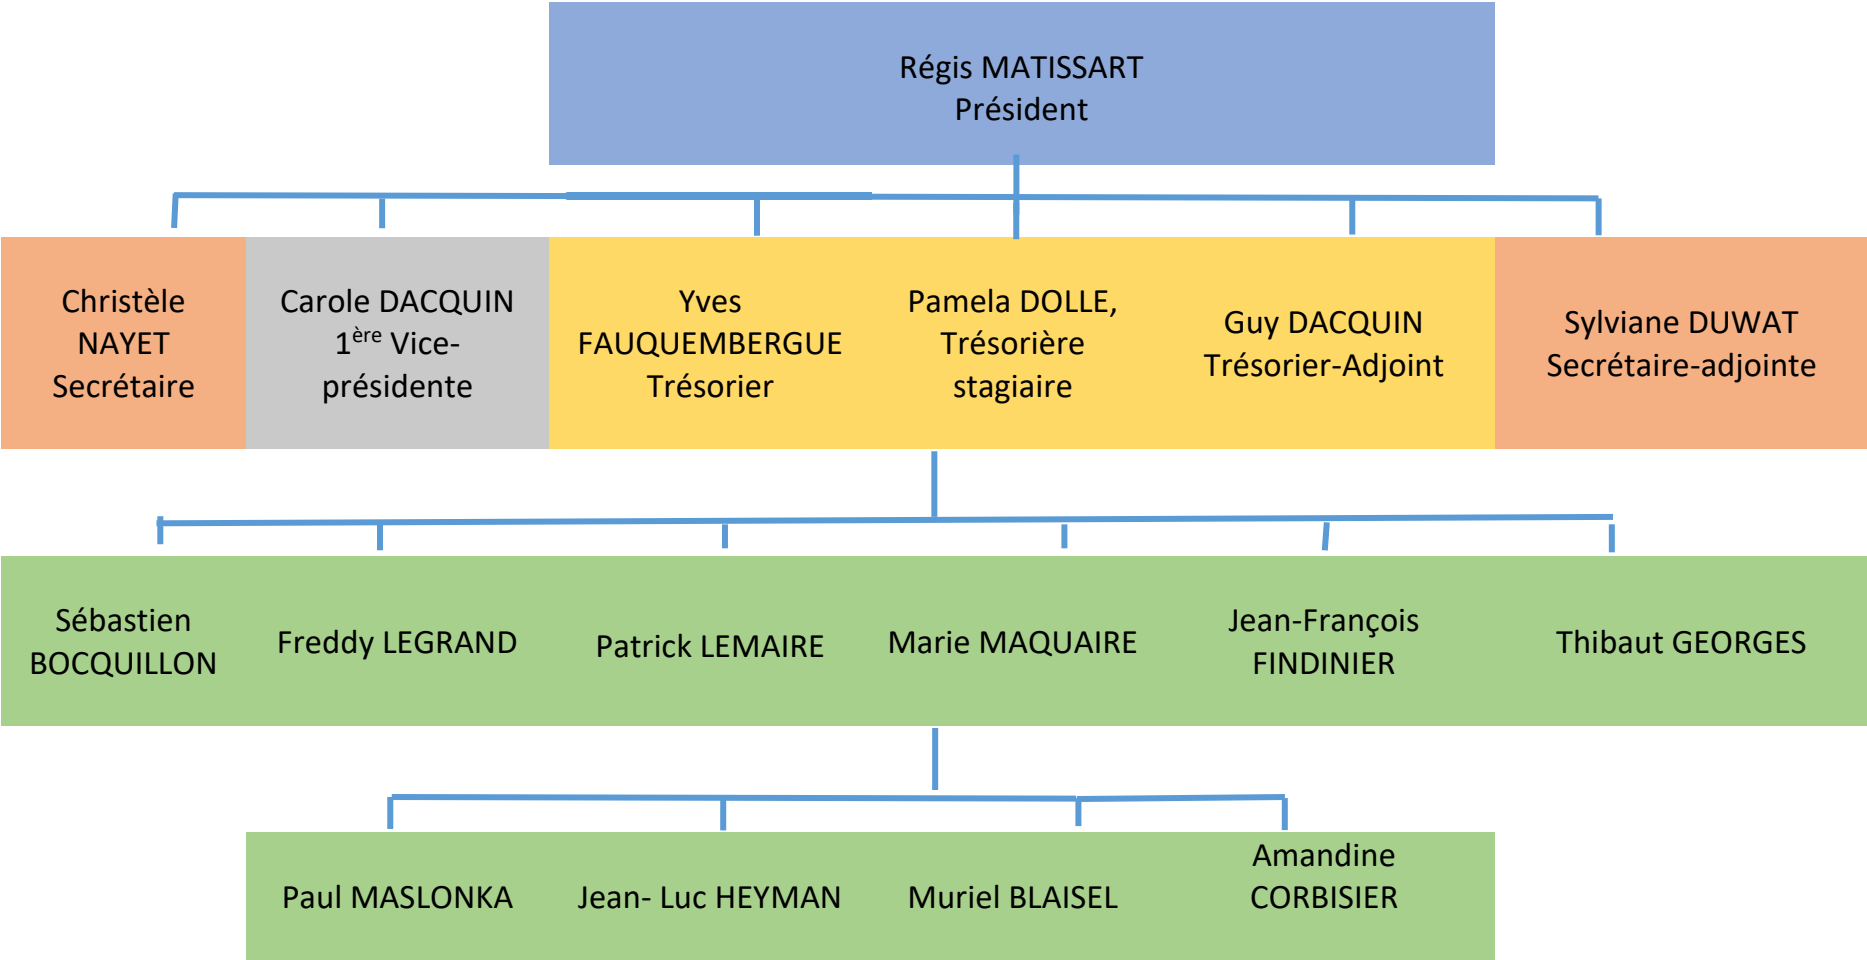 Régis MATISSART
Président
Christèle
NAYET
Secrétaire
Carole DACQUIN
1ère Vice-
présidente
Yves
FAUQUEMBERGUE
Trésorier
Pamela DOLLE,
Trésorière
stagiaire
Guy DACQUIN
Trésorier-Adjoint
Sylviane DUWAT
Secrétaire-adjointe
Sébastien
BOCQUILLON
Freddy LEGRAND
Patrick LEMAIRE
Marie MAQUAIRE
Jean-François
FINDINIER
Thibaut GEORGES
Paul MASLONKA
Jean- Luc HEYMAN
Muriel BLAISEL
Amandine
CORBISIER